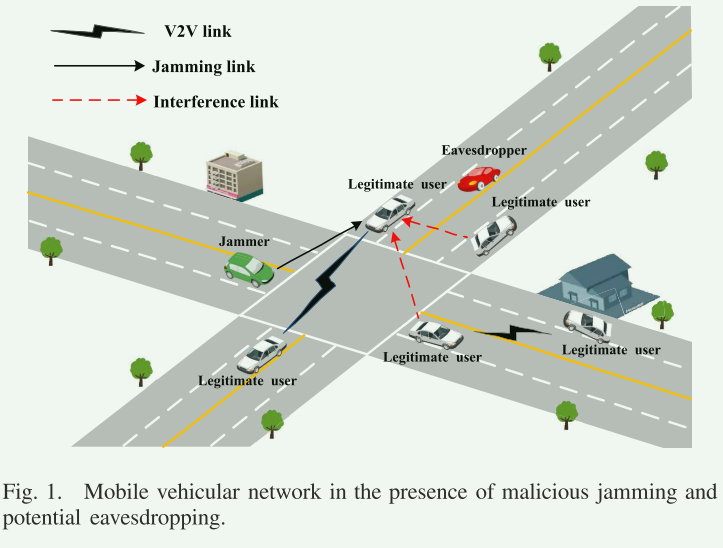 V2V link
Jamming link
Interference link
Eavesdropper
Legitimate user
Legitimate user
Jammer
Legitimate user
Legitimate user
Legitimate user
Fig. 1. Mobile vehicular network in the presence of malicious jamming and
potential eavesdropping.